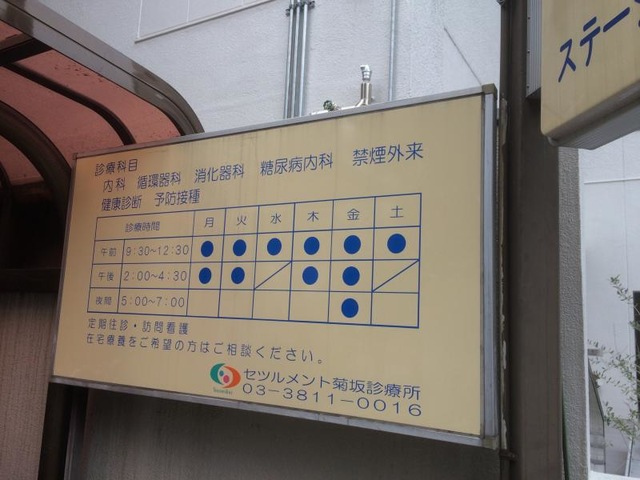 診療科目
内科 循環器科 消化器科 糖尿病内科 禁煙外来
健康診断 予防接種
診療時間 月 火 水 木 金 土
午前 9:30~12:30 ● ● ● ● ● ●
午後 2:00~4:30 ● ● / ● ● /
夜間 5:00~7:00 ●
定期往診・訪問看護
在宅療養をご希望の方はご相談ください。
セツルメント菊坂診療所
03-3811-0016
ステー